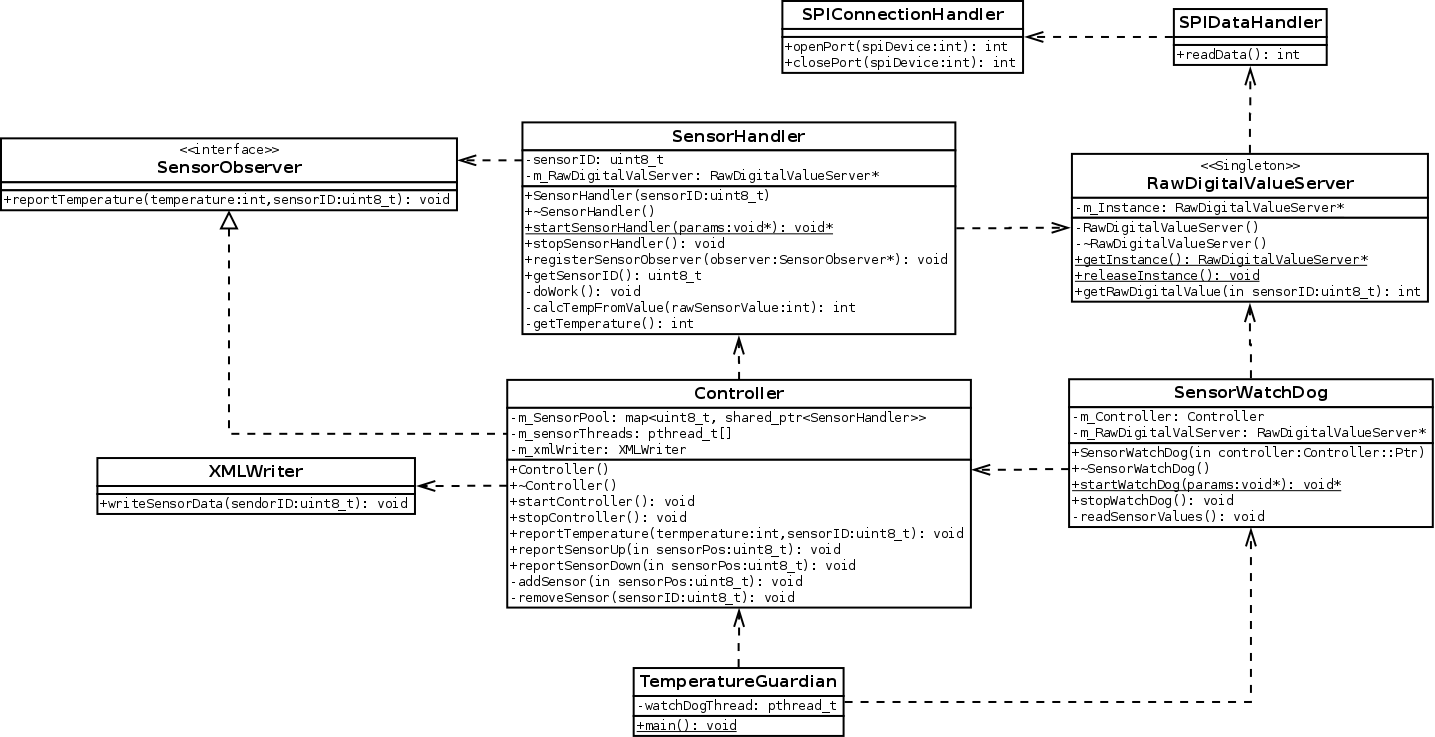 SPIConnectionHandler
+openPort(spiDevice:int): int
+closePort(spiDevice:int): int
SPIDataHandler
+readData(): int
<<interface>>
SensorObserver
+reportTemperature(temperature:int,sensorID:uint8_t): void
SensorHandler
-sensorID: uint8_t
-m_RawDigitalValServer: RawDigitalValueServer*
+SensorHandler(sensorID:uint8_t)
+~SensorHandler()
+startSensorHandler(params:void*): void*
+stopSensorHandler(): void
+registerSensorObserver(observer:SensorObserver*): void
+getSensorID(): uint8_t
-doWork(): void
-calcTempFromValue(rawSensorValue:int): int
-getTemperature(): int
<<Singleton>>
RawDigitalValueServer
-m_Instance: RawDigitalValueServer*
-RawDigitalValueServer()
-~RawDigitalValueServer()
+getInstance(): RawDigitalValueServer*
+releaseInstance(): void
+getRawDigitalValue(in sensorID:uint8_t): int
XMLWriter
+writeSensorData(sendorID:uint8_t): void
Controller
-m_SensorPool: map<uint8_t, shared_ptr<SensorHandler>>
-m_sensorThreads: pthread_t[]
-m_xmlWriter: XMLWriter
+Controller()
+~Controller()
+startController(): void
+stopController(): void
+reportTemperature(termperature:int,sensorID:uint8_t): void
+reportSensorUp(in sensorPos:uint8_t): void
+reportSensorDown(in sensorPos:uint8_t): void
-addSensor(in sensorPos:uint8_t): void
-removeSensor(sensorID:uint8_t): void
SensorWatchDog
-m_Controller: Controller
-m_RawDigitalValServer: RawDigitalValueServer*
+SensorWatchDog(in controller:Controller::Ptr)
+~SensorWatchDog()
+startWatchDog(params:void*): void*
+stopWatchDog(): void
-readSensorValues(): void
TemperatureGuardian
-watchDogThread: pthread_t
+main(): void